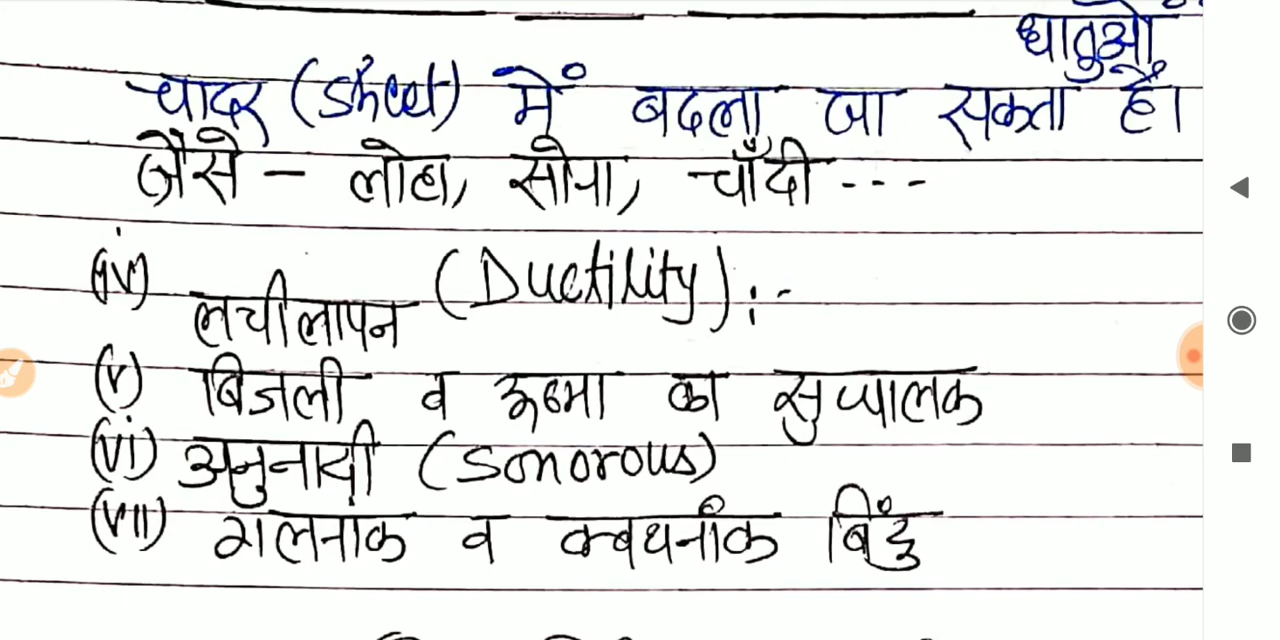 धातुओं
चादर (Sheet) में बदला जा सकता है।
जैसे - लोहा, सोना, चाँदी ---
(iv) लचीलापन (Ductility) :-
(v) बिजली व ऊष्मा का सुचालक
(vi) अनुनादी (Sonorous)
(vii) गलनांक व क्वथनांक बिंदु